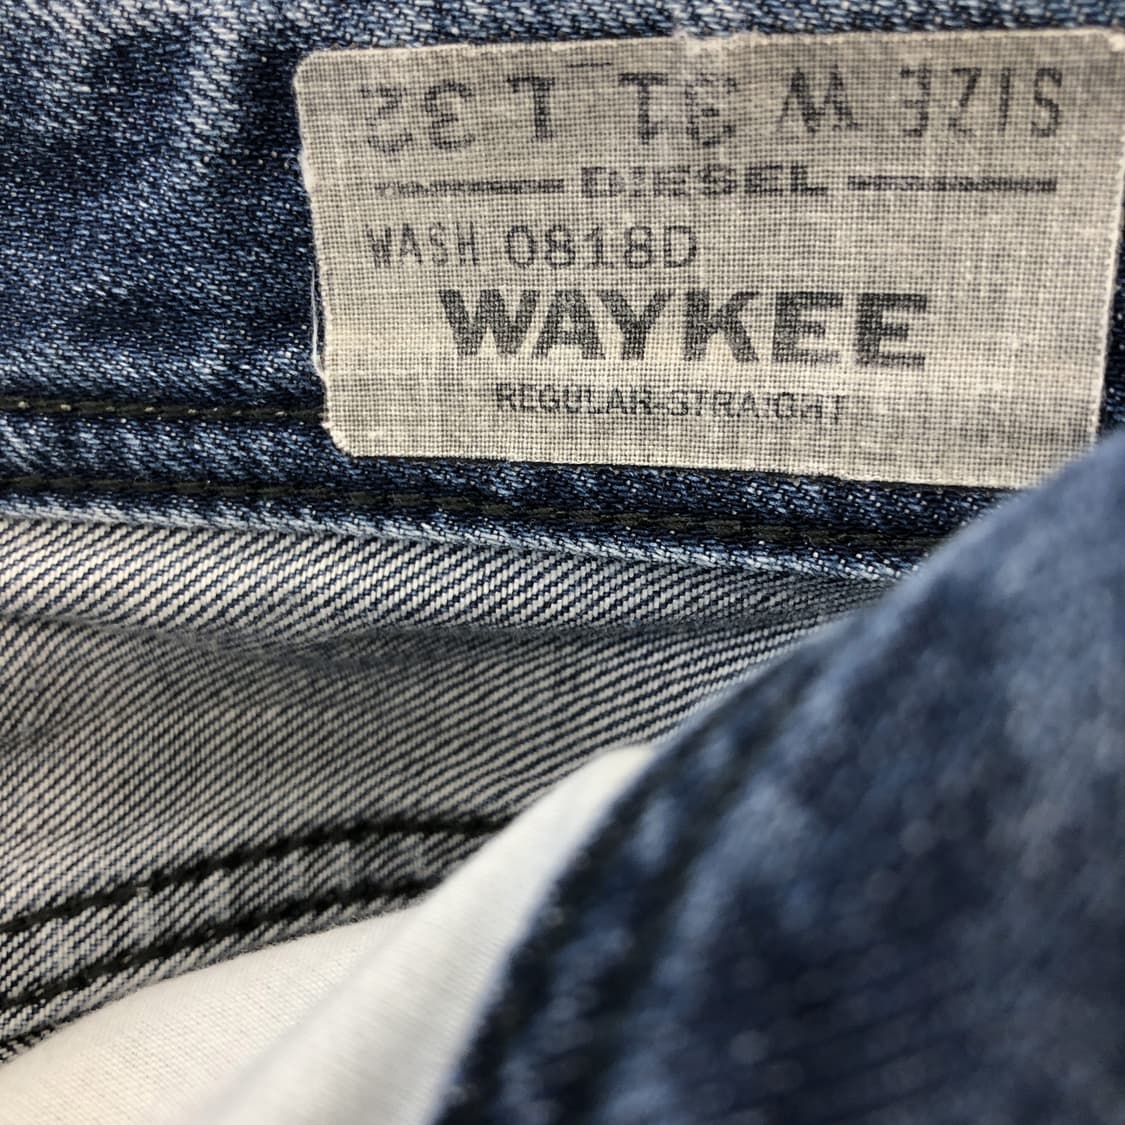 SIZE W 31 L 32
DIESEL
WASH 0818D
WAYKEE
REGULAR-STRAIGHT